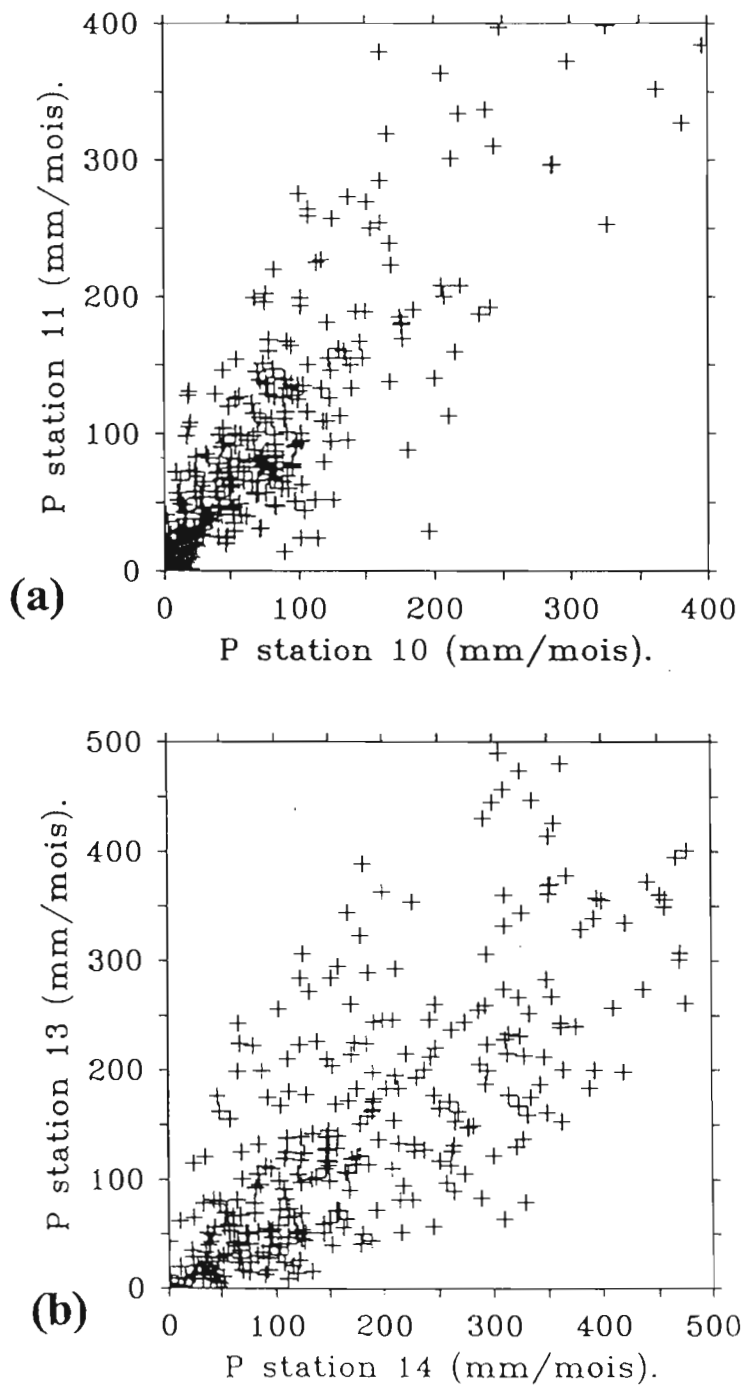 400
300
200
100
0
P station 11 (mm/mois).
0 100 200 300 400
P station 10 (mm/mois).
(a)
500
400
300
200
100
0
P station 13 (mm/mois).
0 100 200 300 400 500
P station 14 (mm/mois).
(b)